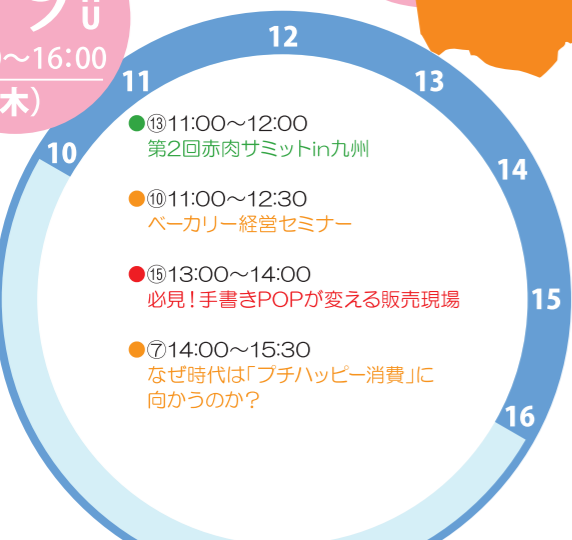 ～16:00
木)
10
11
12
13
14
15
16
●⑬11:00～12:00
第2回赤肉サミットin九州
●⑩11:00～12:30
ベーカリー経営セミナー
●⑮13:00～14:00
必見！手書きPOPが変える販売現場
●⑦14:00～15:30
なぜ時代は「プチハッピー消費」に
向かうのか？